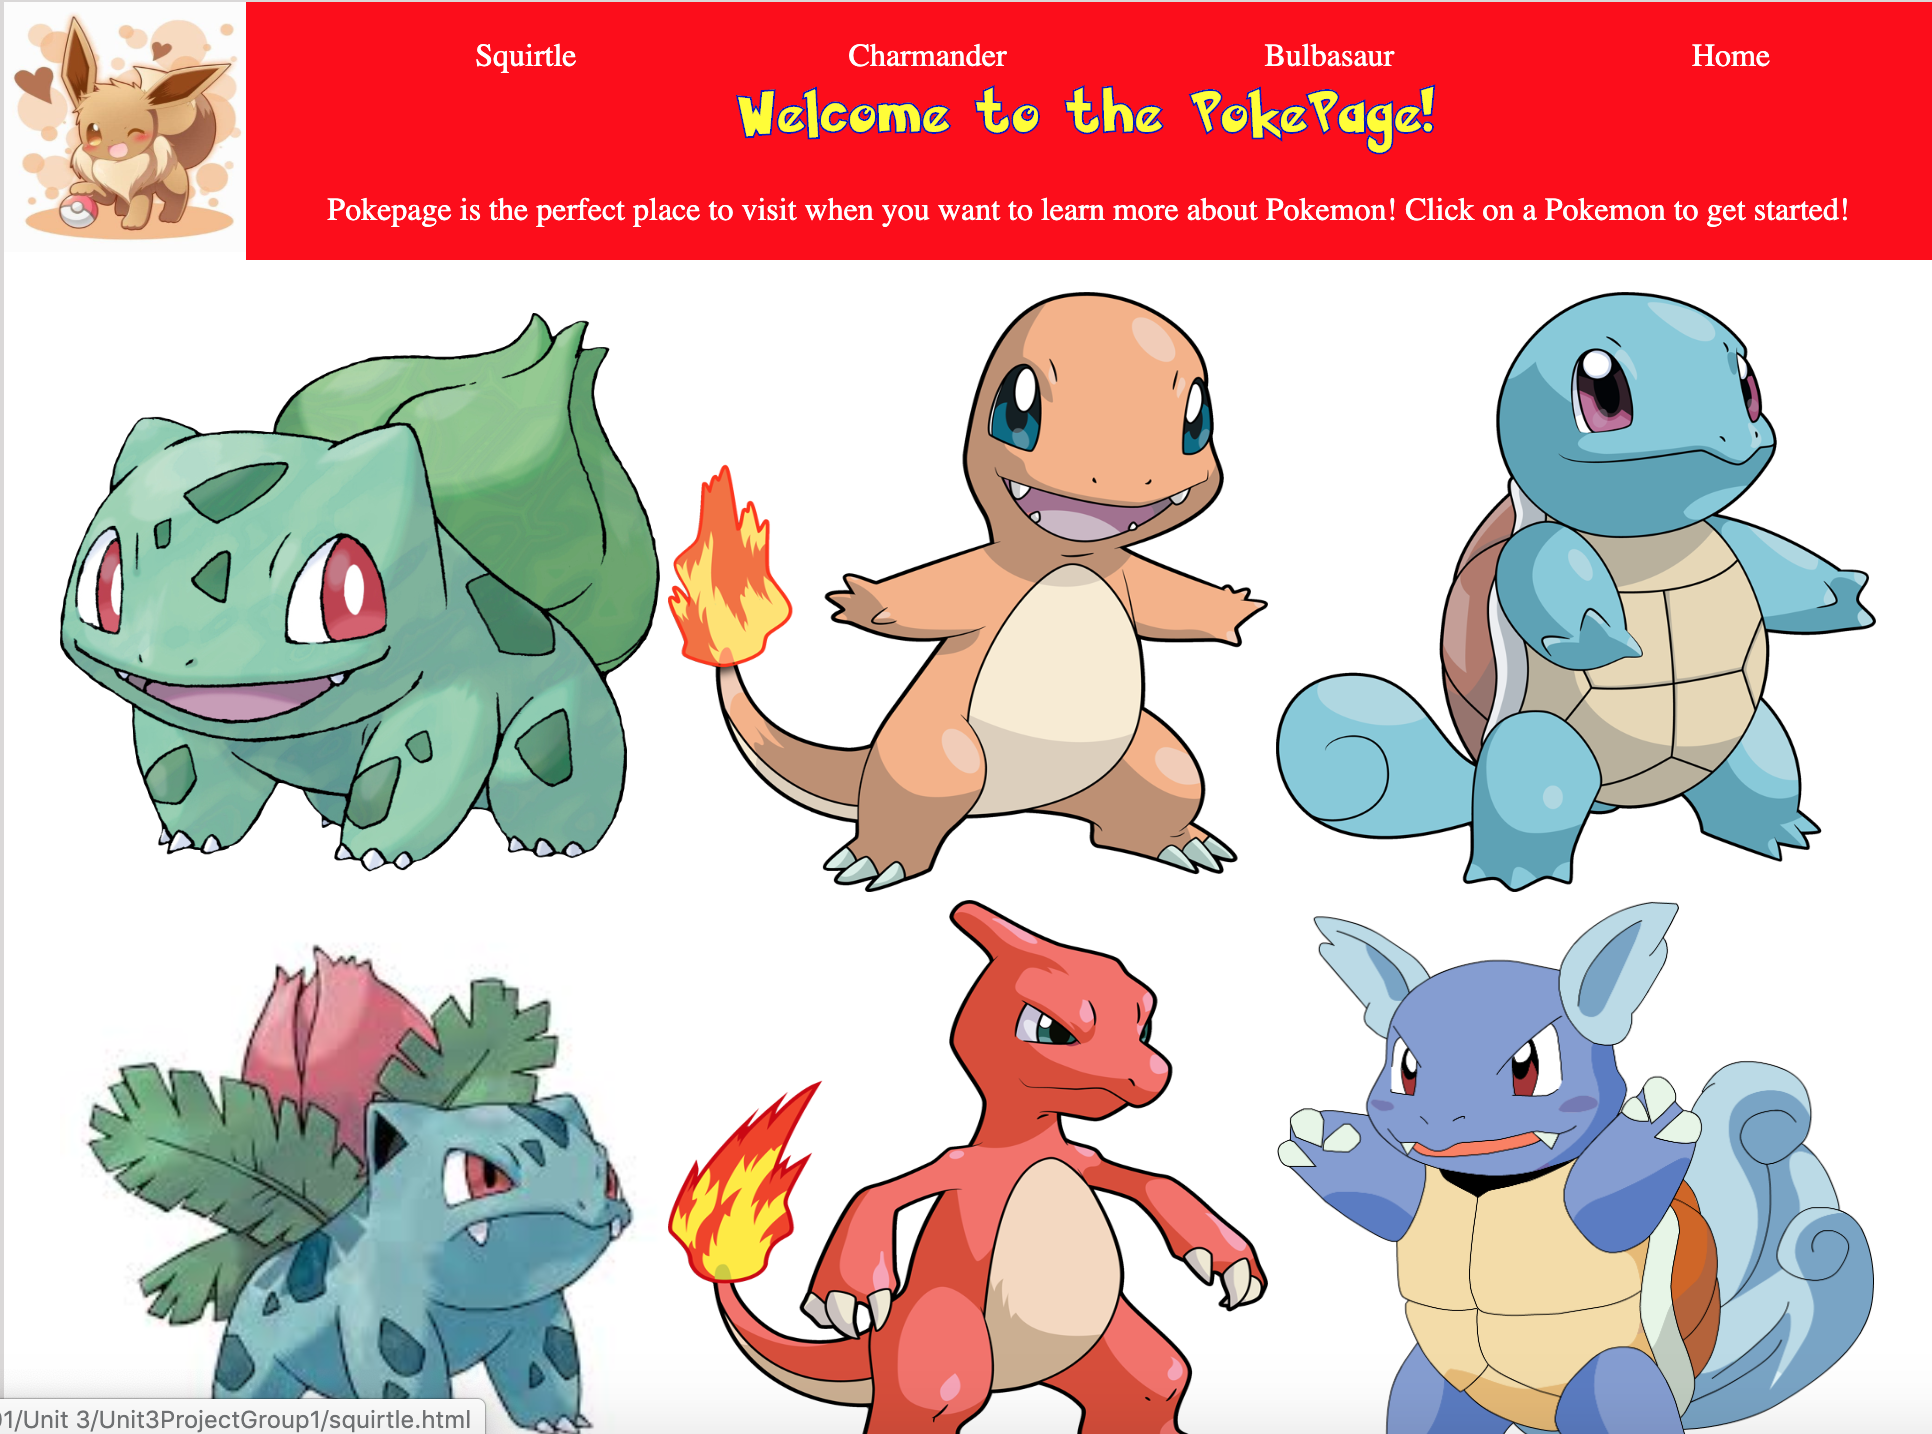 Squirtle Charmander Bulbasaur Home
Welcome to the PokePage!
Pokepage is the perfect place to visit when you want to learn more about Pokemon! Click on a Pokemon to get started!
1/Unit 3/Unit3ProjectGroup1/squirtle.html